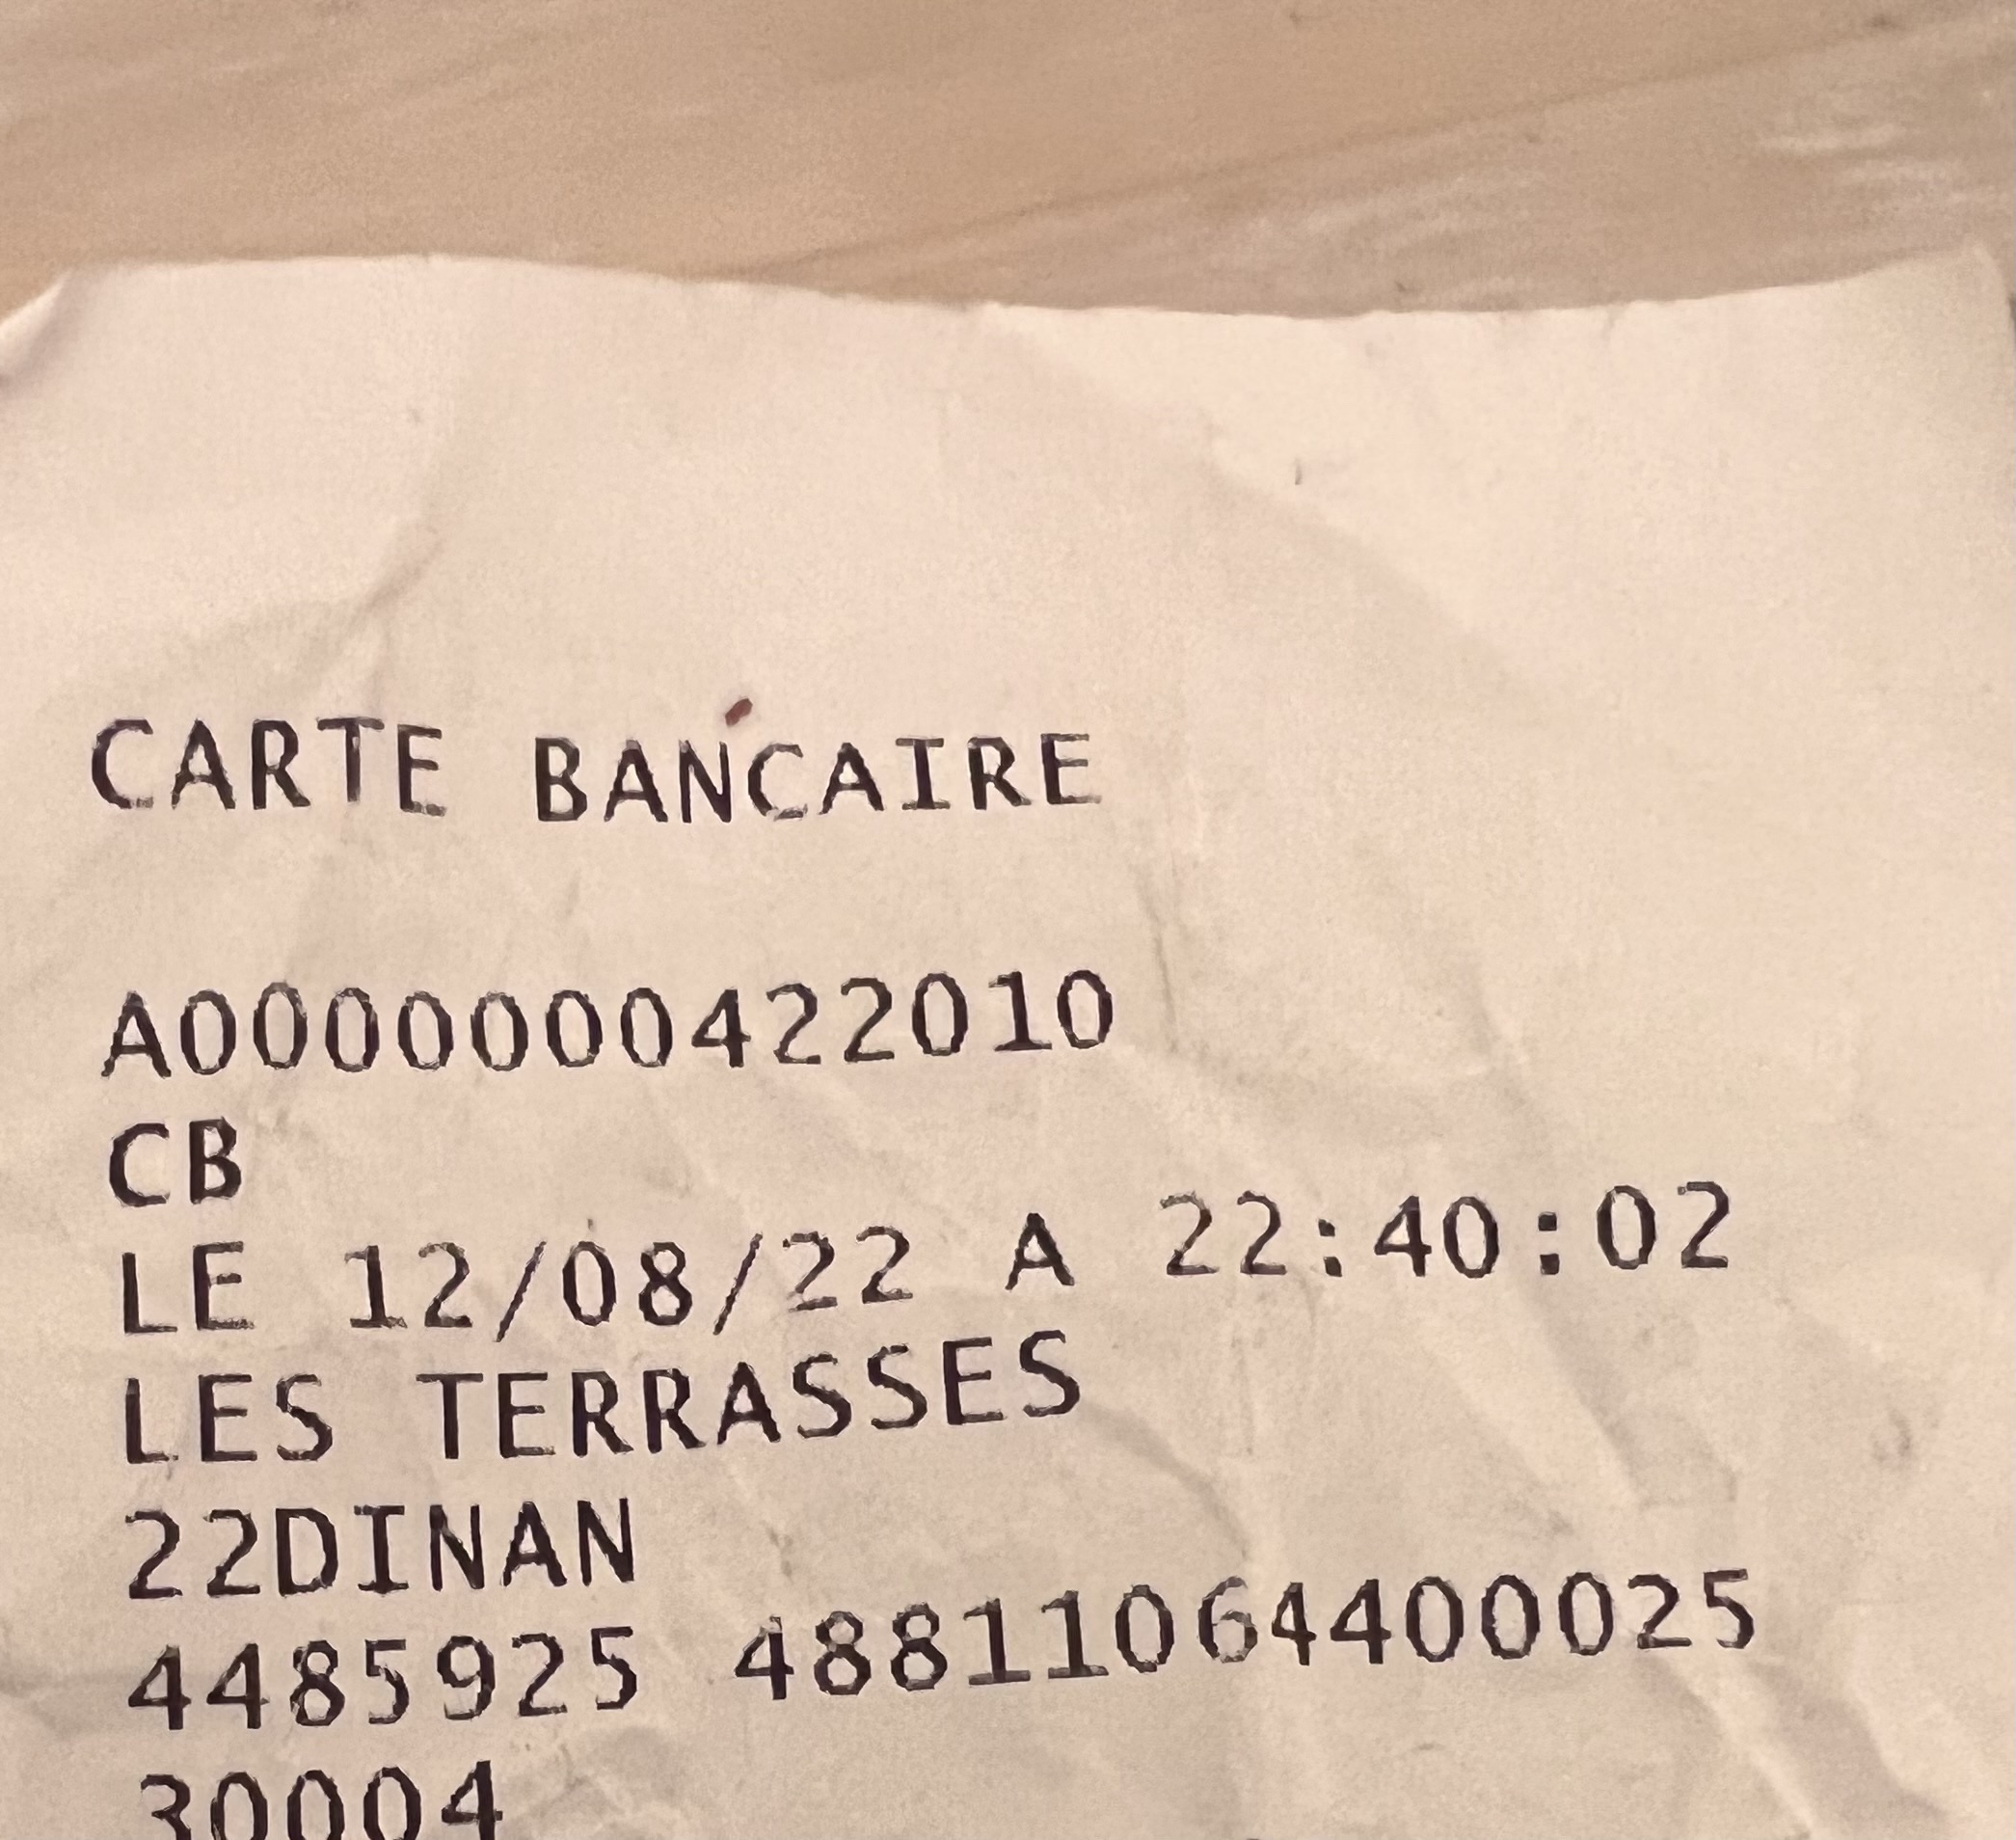 CARTE BANCAIRE
A0000000422010
CB
LE 12/08/22 A 22:40:02
LES TERRASSES
22DINAN
4485925 48811064400025
30004